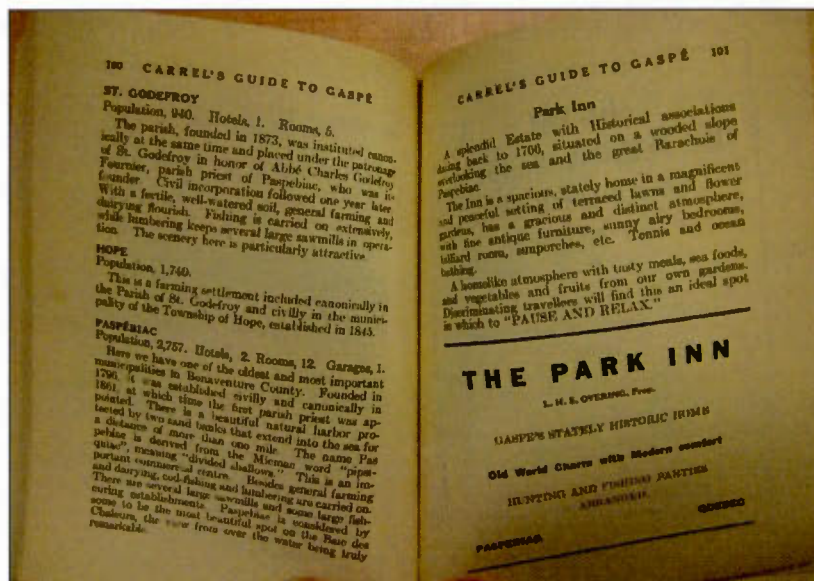 100 CARREL'S GUIDE TO GASPÉ
ST. GODEFROY
Population, 940. Hotels, 1. Rooms, 5.
The parish, founded in 1873, was instituted canon-
ically at the same time and placed under the patronage
of St. Godefroy in honor of Abbé Charles Godefroy
Fournier, parish priest of Paspebiac, who was its
founder. Civil incorporation followed one year later
With a fertile, well-watered soil, general farming and
dairying flourish. Fishing is carried on extensively,
while lumbering keeps several large sawmills in opera-
tion. The scenery here is particularly attractive.
HOPE
Population, 1,740.
This is a farming settlement included canonically in
the Parish of St. Godefroy and civilly in the munici-
pality of the Township of Hope, established in 1845.
PASPÉBIAC
Population, 2,757. Hotels, 2. Rooms, 12. Garages, 1.
Here we have one of the oldest and most important
municipalities in Bonaventure County. Founded in
1796, it was established civilly and canonically in
1861, at which time the first parish priest was ap-
pointed. There is a beautiful natural harbor pro-
tected by two sand banks that extend into the sea for
a distance of more than one mile. The name Pas
pebiac is derived from the Micmac word
meaning "divided shallows." This is an im-
portant commercial centre. Besides general farming
and dairying, cod-fishing and lumbering are carried on.
There are several large sawmills and some large fish-
curing establishments. Paspebiac is considered by
some to be the most beautiful spot on the Baie des
Chaleurs, the view from over the water being truly
remarkable.
CARREL'S GUIDE TO GASPÉ 101
Park Inn
A splendid Estate with Historical associations
dating back to 1766, situated on a wooded slope
overlooking the sea and the great Barachois of
Paspebiac.
The Inn is a spacious, stately home in a magnificent
and peaceful setting of terraced lawns and flower
gardens, has a gracious and distinct atmosphere,
with fine antique furniture, sunny airy bedrooms,
billiard room, sunporches, etc. Tennis and ocean
bathing.
A homelike atmosphere with tasty meals, sea foods,
and vegetables and fruits from our own gardens.
Discriminating travellers will find this an ideal spot
in which to "PAUSE AND RELAX."
THE PARK INN
L. H. S. OVERING, Prop.
GASPE'S STATELY HISTORIC HOME
Old World Charm with Modern comfort
HUNTING AND FISHING PARTIES
ARRANGED.
PASPEBIAC QUEBEC